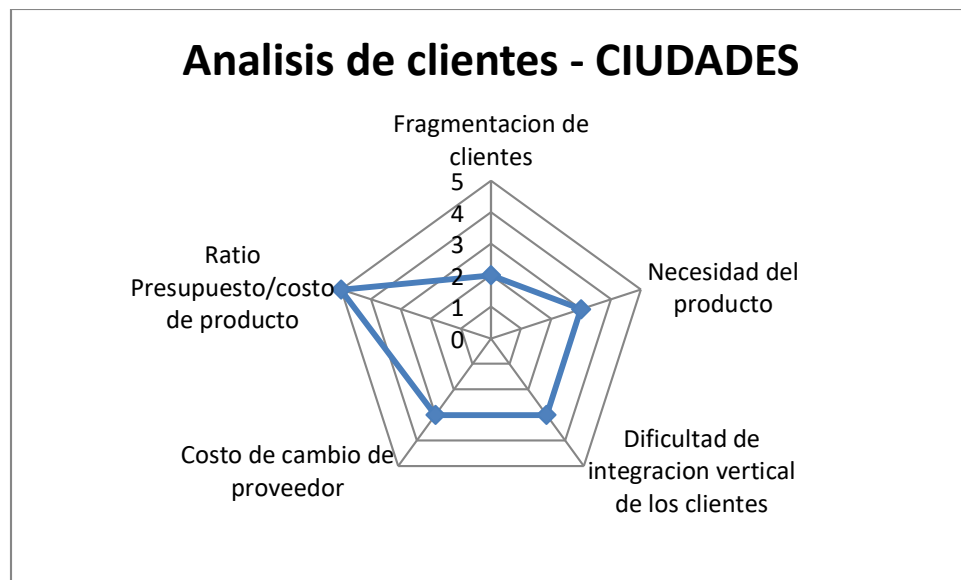 Analisis de clientes - CIUDADES
Fragmentacion de
clientes
5
4
3
2
1
0
Necesidad del
producto
Dificultad de
integracion vertical
de los clientes
Costo de cambio de
proveedor
Ratio
Presupuesto/costo
de producto